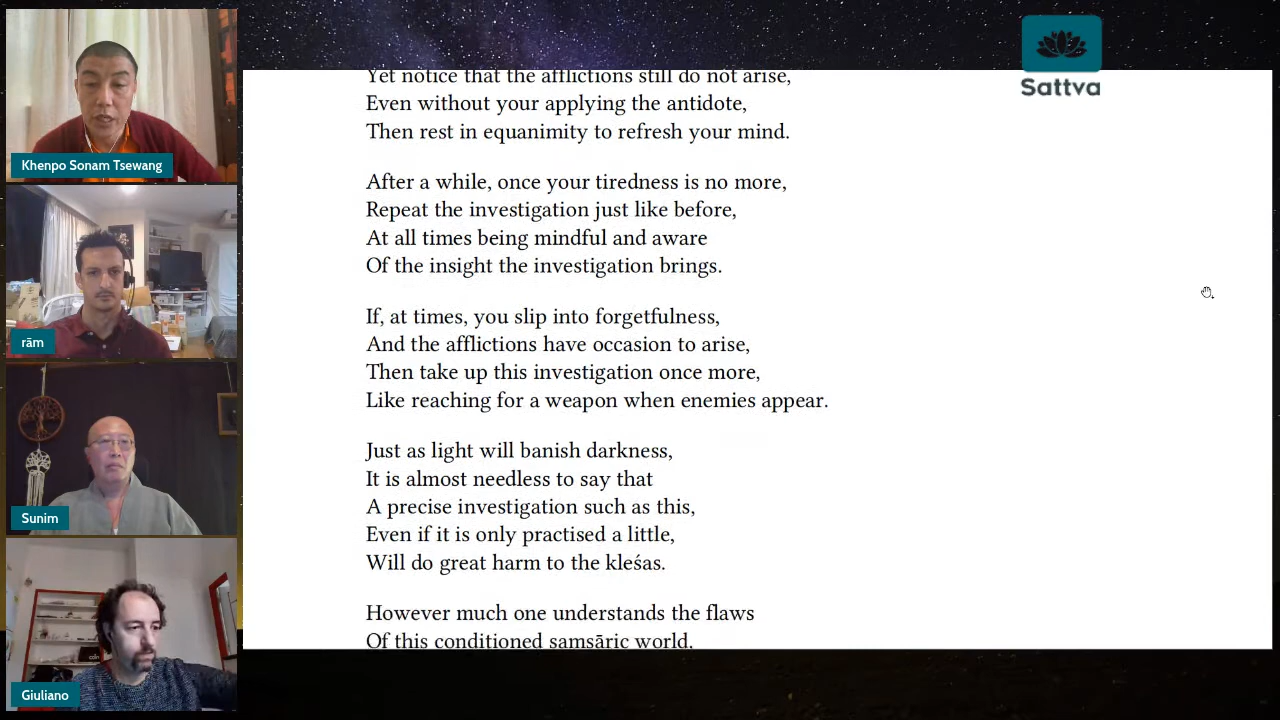 Khenpo Sonam Tsewang
rām
Sunim
Giuliano
Sattva
Yet notice that the afflictions still do not arise,
Even without your applying the antidote,
Then rest in equanimity to refresh your mind.
After a while, once your tiredness is no more,
Repeat the investigation just like before,
At all times being mindful and aware
Of the insight the investigation brings.
If, at times, you slip into forgetfulness,
And the afflictions have occasion to arise,
Then take up this investigation once more,
Like reaching for a weapon when enemies appear.
Just as light will banish darkness,
It is almost needless to say that
A precise investigation such as this,
Even if it is only practised a little,
Will do great harm to the kleśas.
However much one understands the flaws
Of this conditioned saṃsāric world,